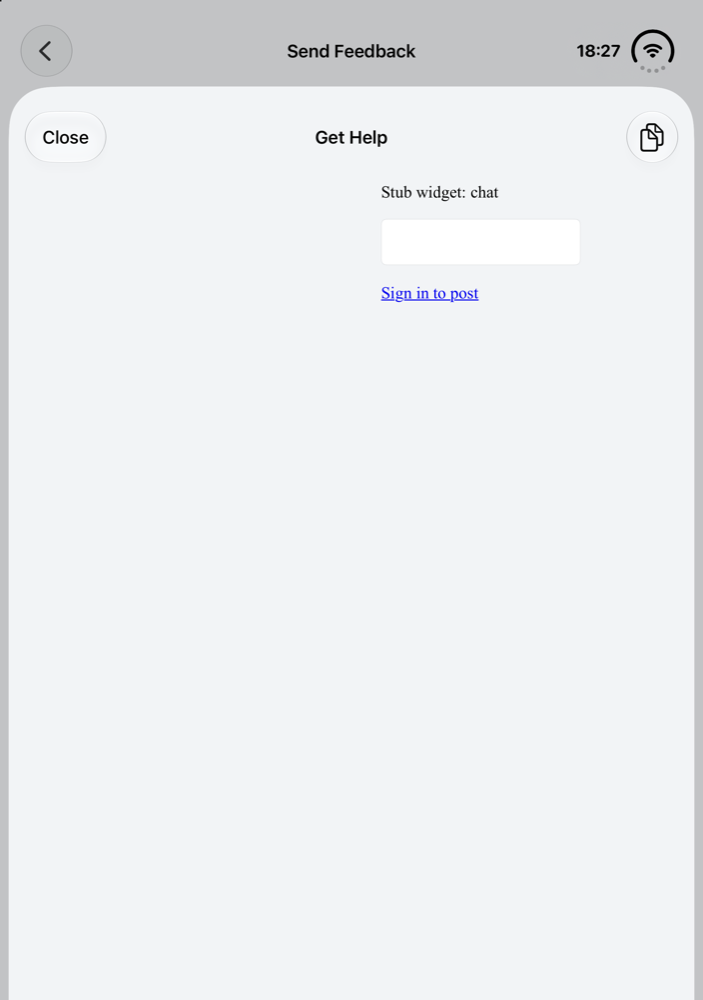 Send Feedback
18:27
Close
Get Help
Stub widget: chat
Sign in to post